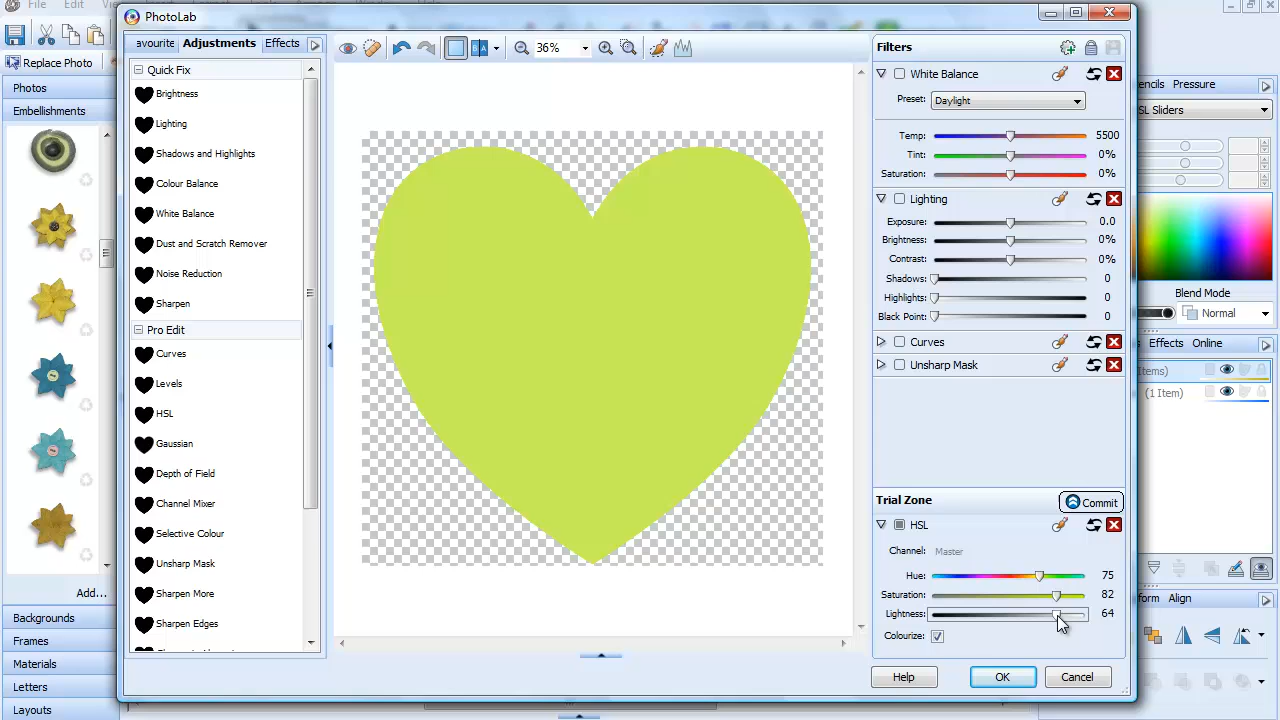 File
Edit
PhotoLab
Replace Photo
Photos
Embellishments
Add...
Backgrounds
Frames
Materials
Letters
Layouts
avourite
Adjustments
Effects
Quick Fix
Brightness
Lighting
Shadows and Highlights
Colour Balance
White Balance
Dust and Scratch Remover
Noise Reduction
Sharpen
Pro Edit
Curves
Levels
HSL
Gaussian
Depth of Field
Channel Mixer
Selective Colour
Unsharp Mask
Sharpen More
Sharpen Edges
36%
Filters
White Balance
Preset: Daylight
Temp: 5500
Tint: 0%
Saturation: 0%
Lighting
Exposure: 0.0
Brightness: 0%
Contrast: 0%
Shadows: 0
Highlights: 0
Black Point: 0
Curves
Unsharp Mask
Trial Zone
Commit
HSL
Channel: Master
Hue: 75
Saturation: 82
Lightness: 64
Colourize:
Help
OK
Cancel
encils Pressure
SL Sliders
Blend Mode
Normal
Effects Online
Items)
(1 Item)
orm Align